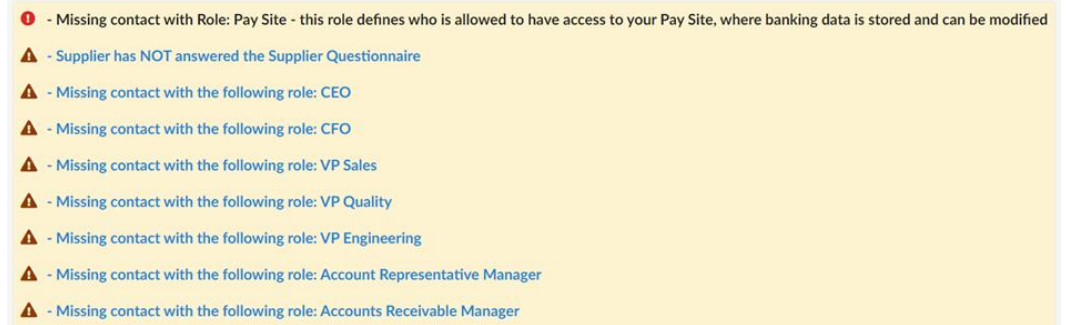 - Missing contact with Role: Pay Site - this role defines who is allowed to have access to your Pay Site, where banking data is stored and can be modified
- Supplier has NOT answered the Supplier Questionnaire
- Missing contact with the following role: CEO
- Missing contact with the following role: CFO
- Missing contact with the following role: VP Sales
- Missing contact with the following role: VP Quality
- Missing contact with the following role: VP Engineering
- Missing contact with the following role: Account Representative Manager
- Missing contact with the following role: Accounts Receivable Manager